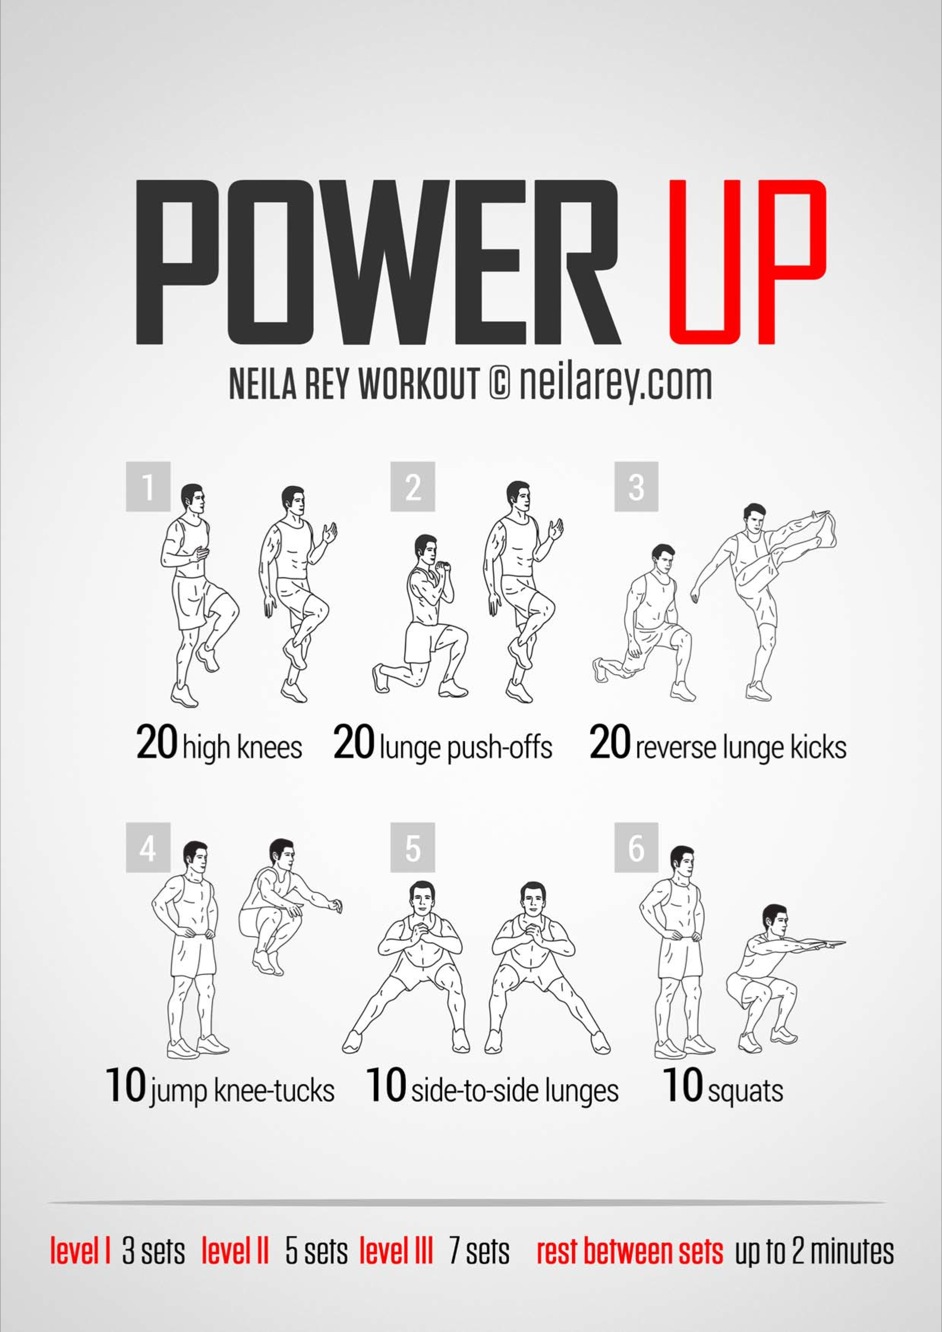 POWER UP
NEILA REY WORKOUT © neilarey.com
1
2
3
20 high knees
20 lunge push-offs
20 reverse lunge kicks
4
5
6
10 jump knee-tucks
10 side-to-side lunges
10 squats
level I 3 sets level II 5 sets level III 7 sets rest between sets up to 2 minutes